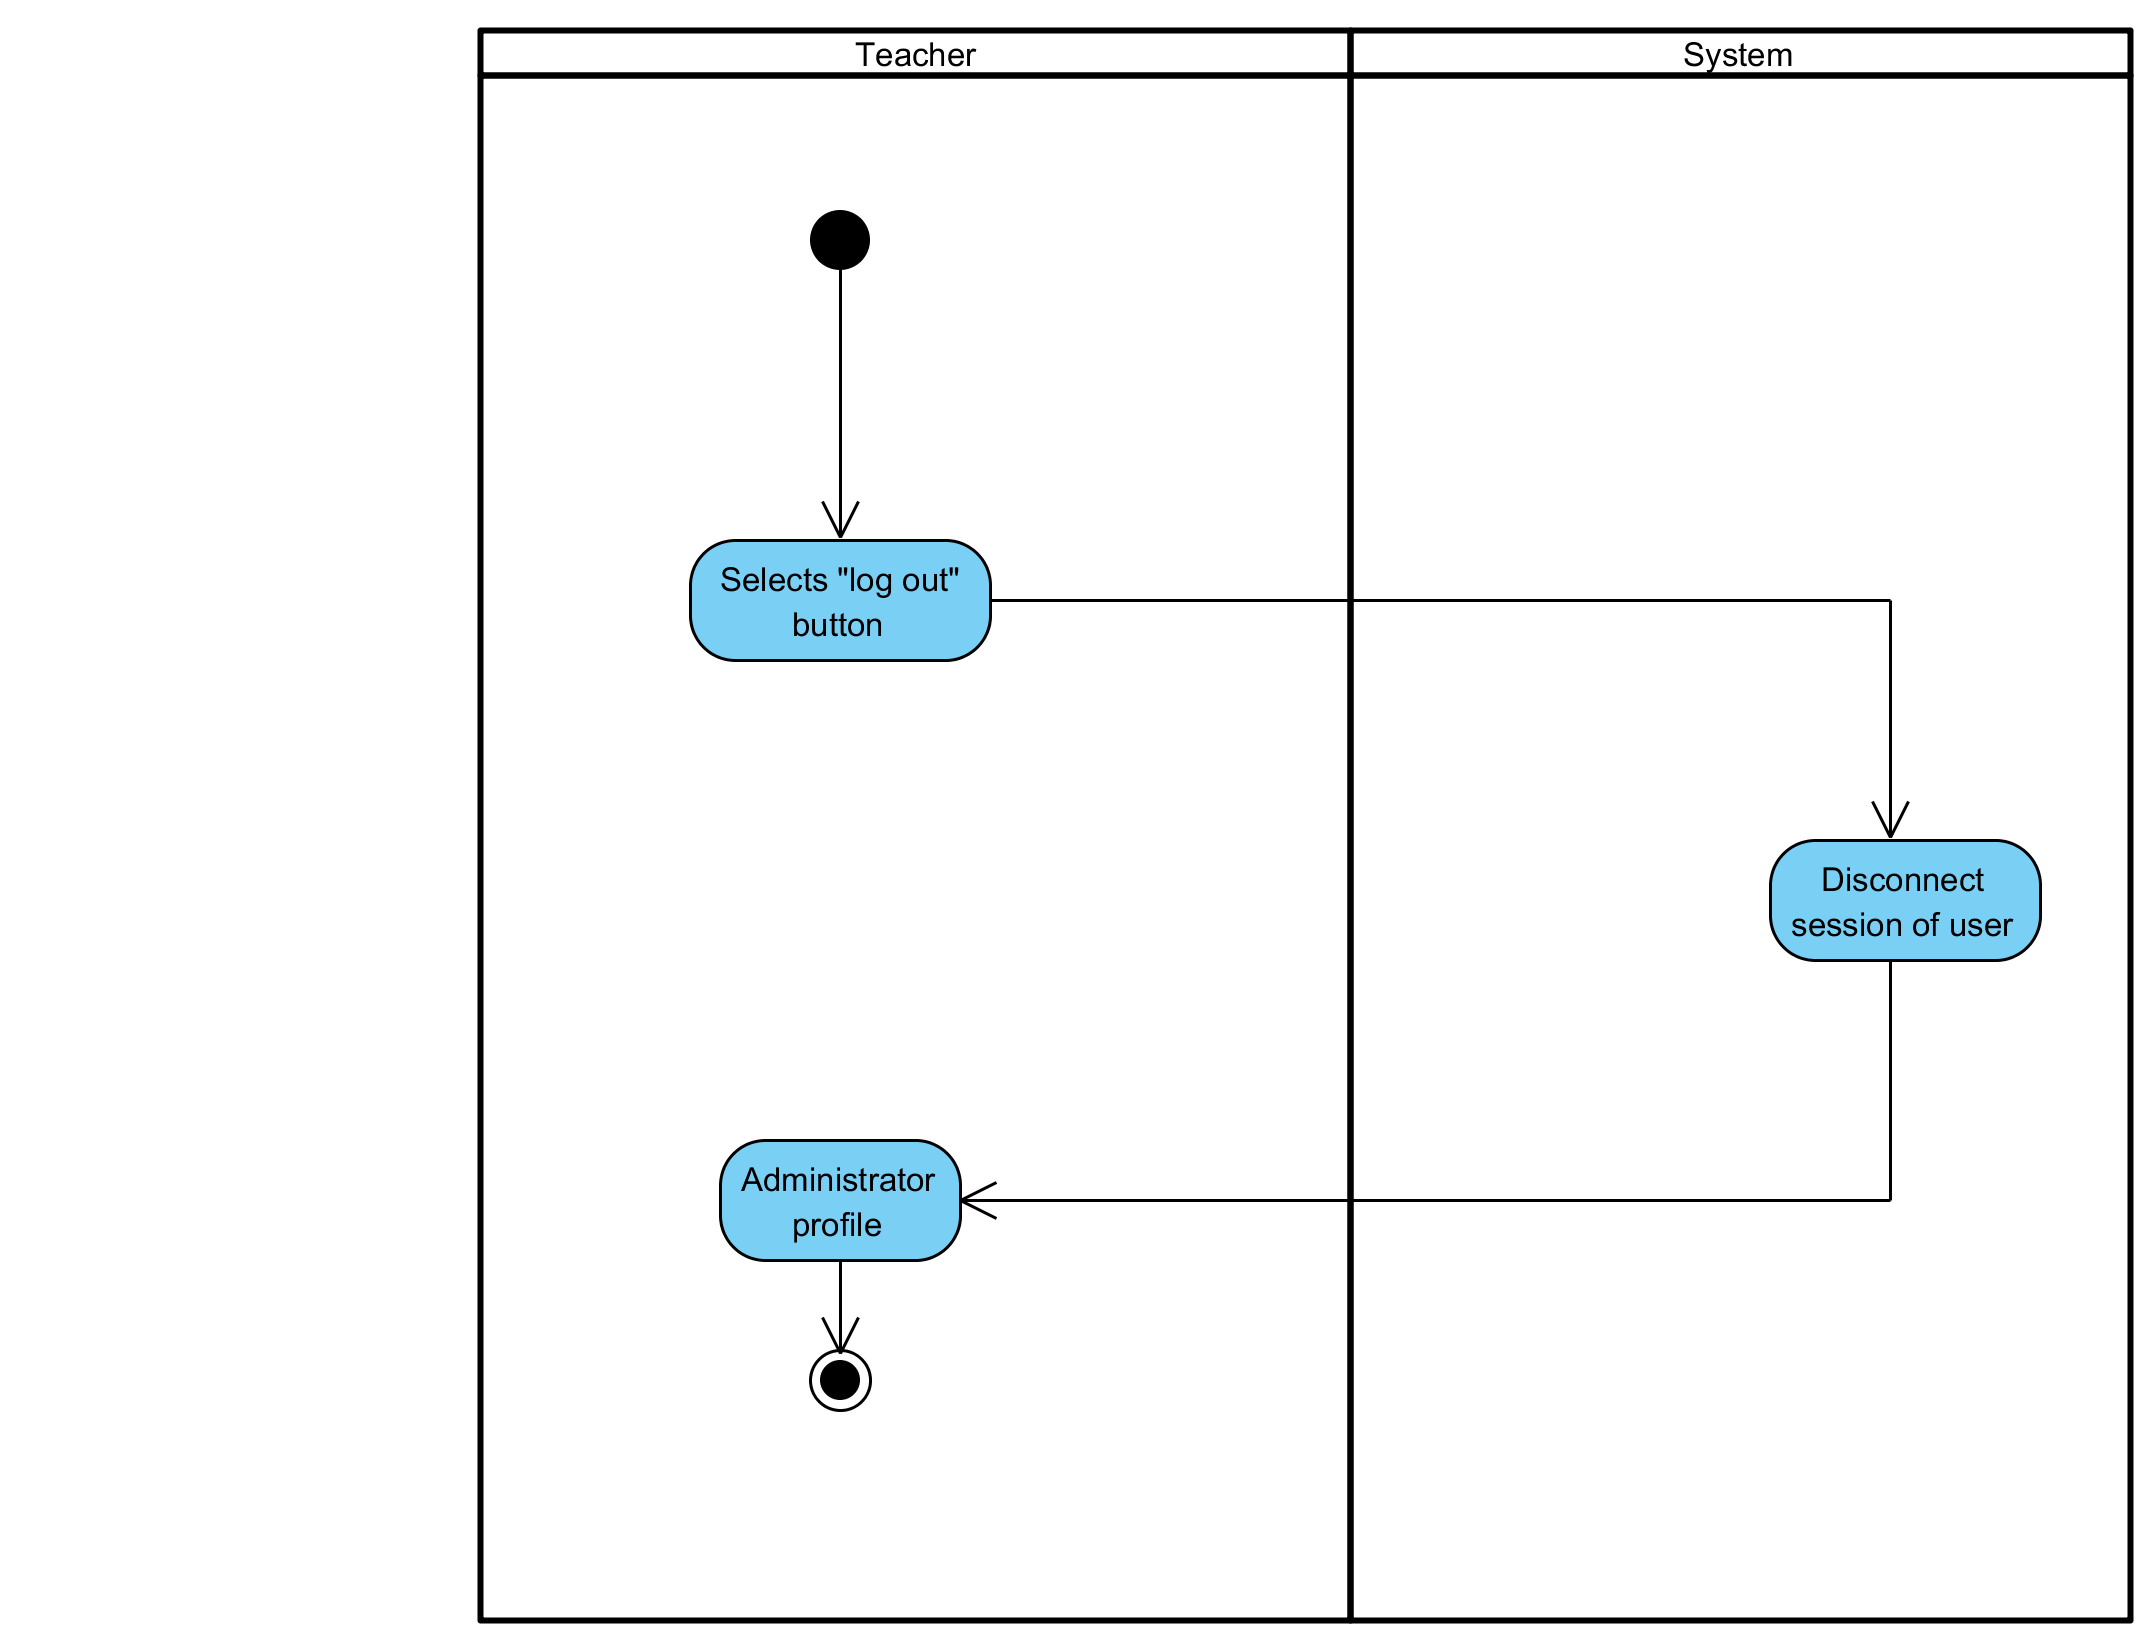 Teacher
System
Selects "log out"
button
Disconnect
session of user
Administrator
profile